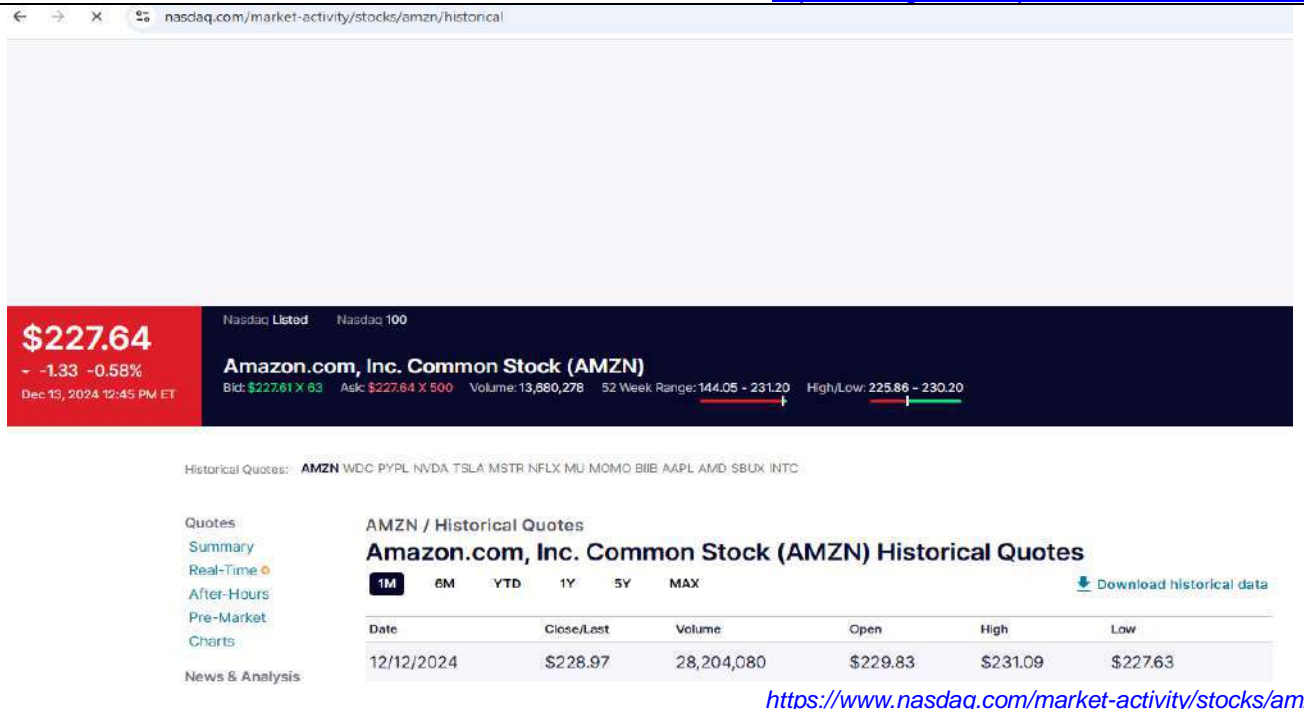 nasdaq.com/market-activity/stocks/amzn/historical
$227.64
-1.33 -0.58%
Dec 13, 2024 12:45 PM ET
Nasdaq Listed Nasdaq 100
Amazon.com, Inc. Common Stock (AMZN)
Bid: $227.61 X 63 Ask: $227.64 X 500 Volume: 13,680,278 52 Week Range: 144.05 - 231.20 High/Low: 225.86 - 230.20
Historical Quotes: AMZN WDC PYPL NVDA TSLA MSTR NFLX MU MOMO BIIB AAPL AMD SBUX INTC
Quotes
Summary
Real-Time
After-Hours
Pre-Market
Charts
News & Analysis
AMZN / Historical Quotes
Amazon.com, Inc. Common Stock (AMZN) Historical Quotes
1M 6M YTD 1Y 5Y MAX
Download historical data
Date Close/Last Volume Open High Low
12/12/2024 $228.97 28,204,080 $229.83 $231.09 $227.63
https://www.nasdaq.com/market-activity/stocks/am